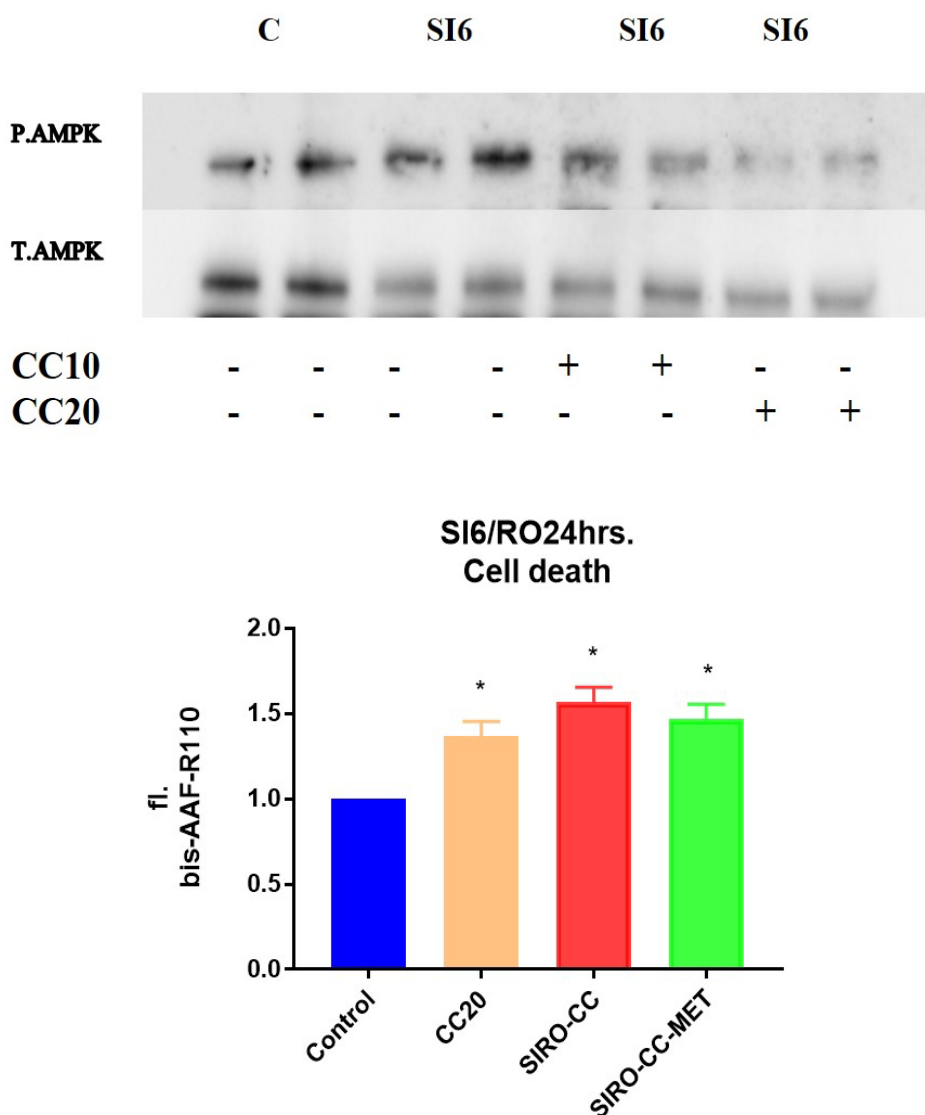 C SI6 SI6 SI6
P.AMPK
T.AMPK
CC10 - - - - + + - -
CC20 - - - - - - + +
SI6/RO24hrs.
Cell death
fl.
bis-AAF-R110
2.0
1.5
1.0
0.5
0.0
* * *
Control CC20 SIRO-CC SIRO-CC-MET